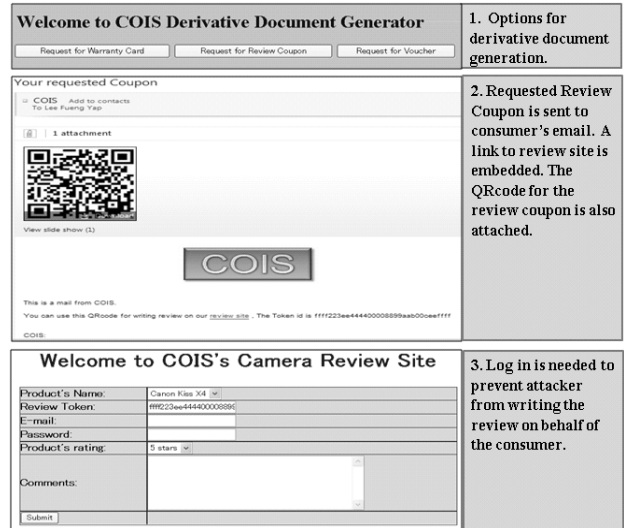 Welcome to COIS Derivative Document Generator
Request for Warranty Card
Request for Review Coupon
Request for Voucher
1. Options for
derivative document
generation.
Your requested Coupon
COIS Add to contacts
To Lee Fueng Yap
1 attachment
View slide show (1)
COIS
This is a mail from COIS.
You can use this QRcode for writing review on our review site , The Token id is ffff223ee444400008899aab00ceeffff
COIS.
2. Requested Review
Coupon is sent to
consumer's email. A
link to review site is
embedded. The
QRcode for the
review coupon is also
attached.
Welcome to COIS's Camera Review Site
Product's Name: Canon Kiss X4
Review Token: ffff223ee444400008899
E-mail:
Password:
Product's rating: 5 stars
Comments:
Submit
3. Log in is needed to
prevent attacker
from writing the
review on behalf of
the consumer.